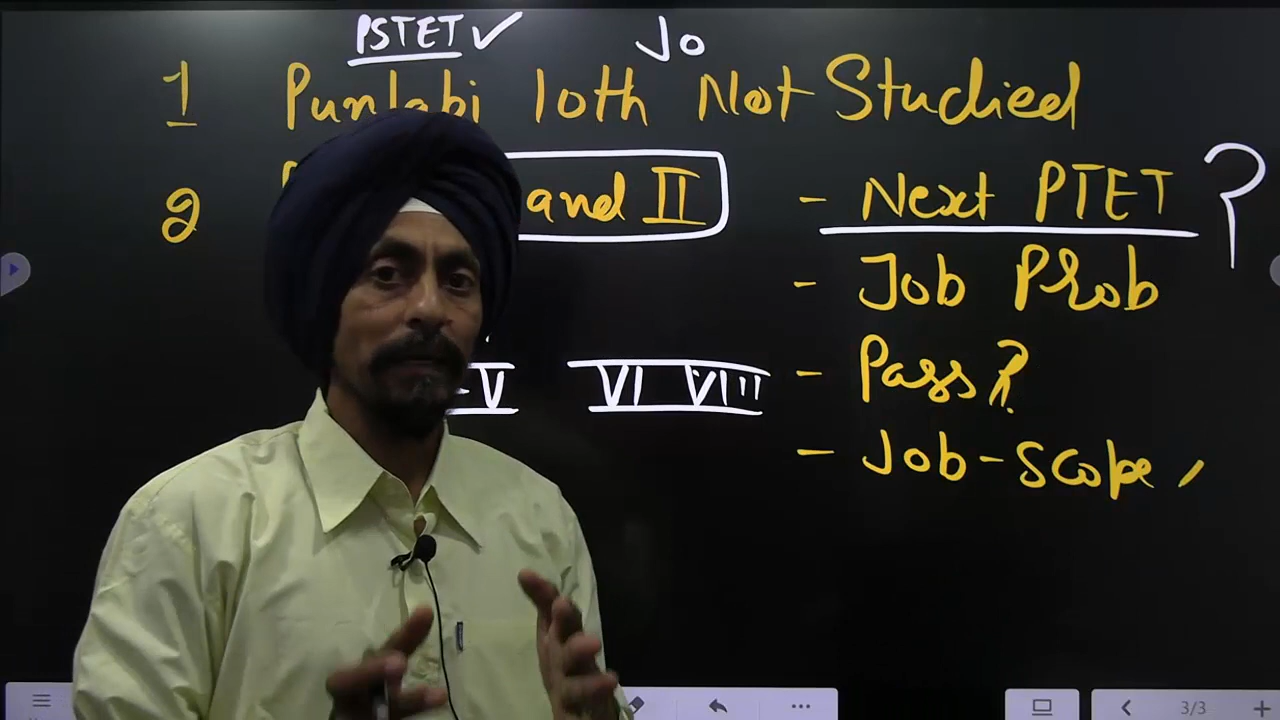 PSTET ✓ Jo
1 Punjabi 10th Not Studied
2 and II - Next PTET ?
- Job Prob
-V VI VIII - Pass ?
- Job-Scope
3/3